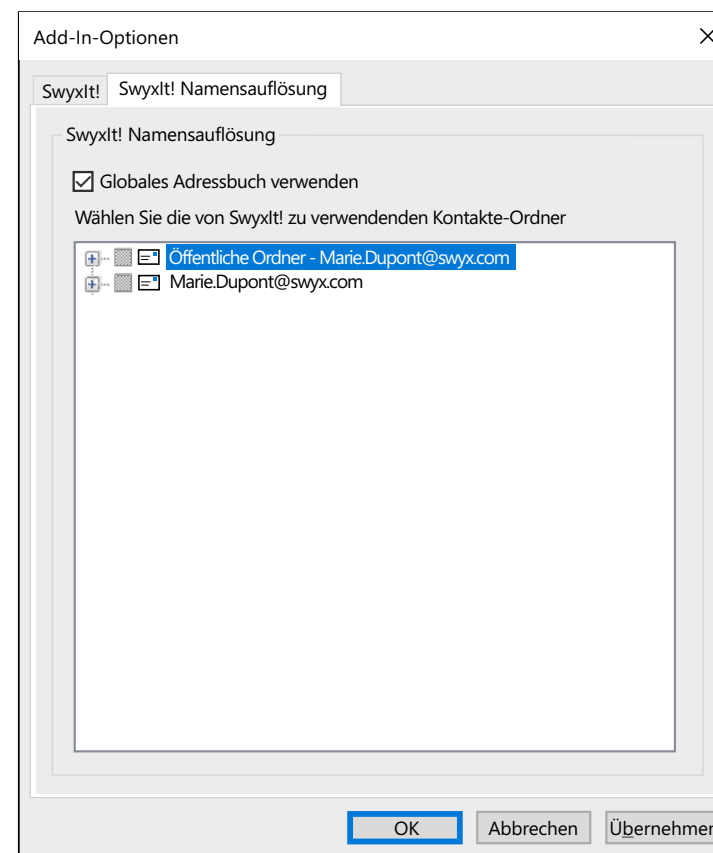 Add-In-Optionen
SwyxIt! SwyxIt! Namensauflösung
SwyxIt! Namensauflösung
Globales Adressbuch verwenden
Wählen Sie die von SwyxIt! zu verwendenden Kontakte-Ordner
Öffentliche Ordner - Marie.Dupont@swyx.com
Marie.Dupont@swyx.com
OK Abbrechen Übernehmen